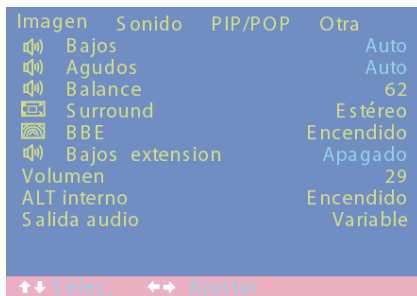 Imagen Sonido PIP/POP Otra
Bajos Auto
Agudos Auto
Balance 62
Surround Estéreo
BBE Encendido
Bajos extension Apagado
Volumen 29
ALT interno Encendido
Salida audio Variable
Selec. Ajustar